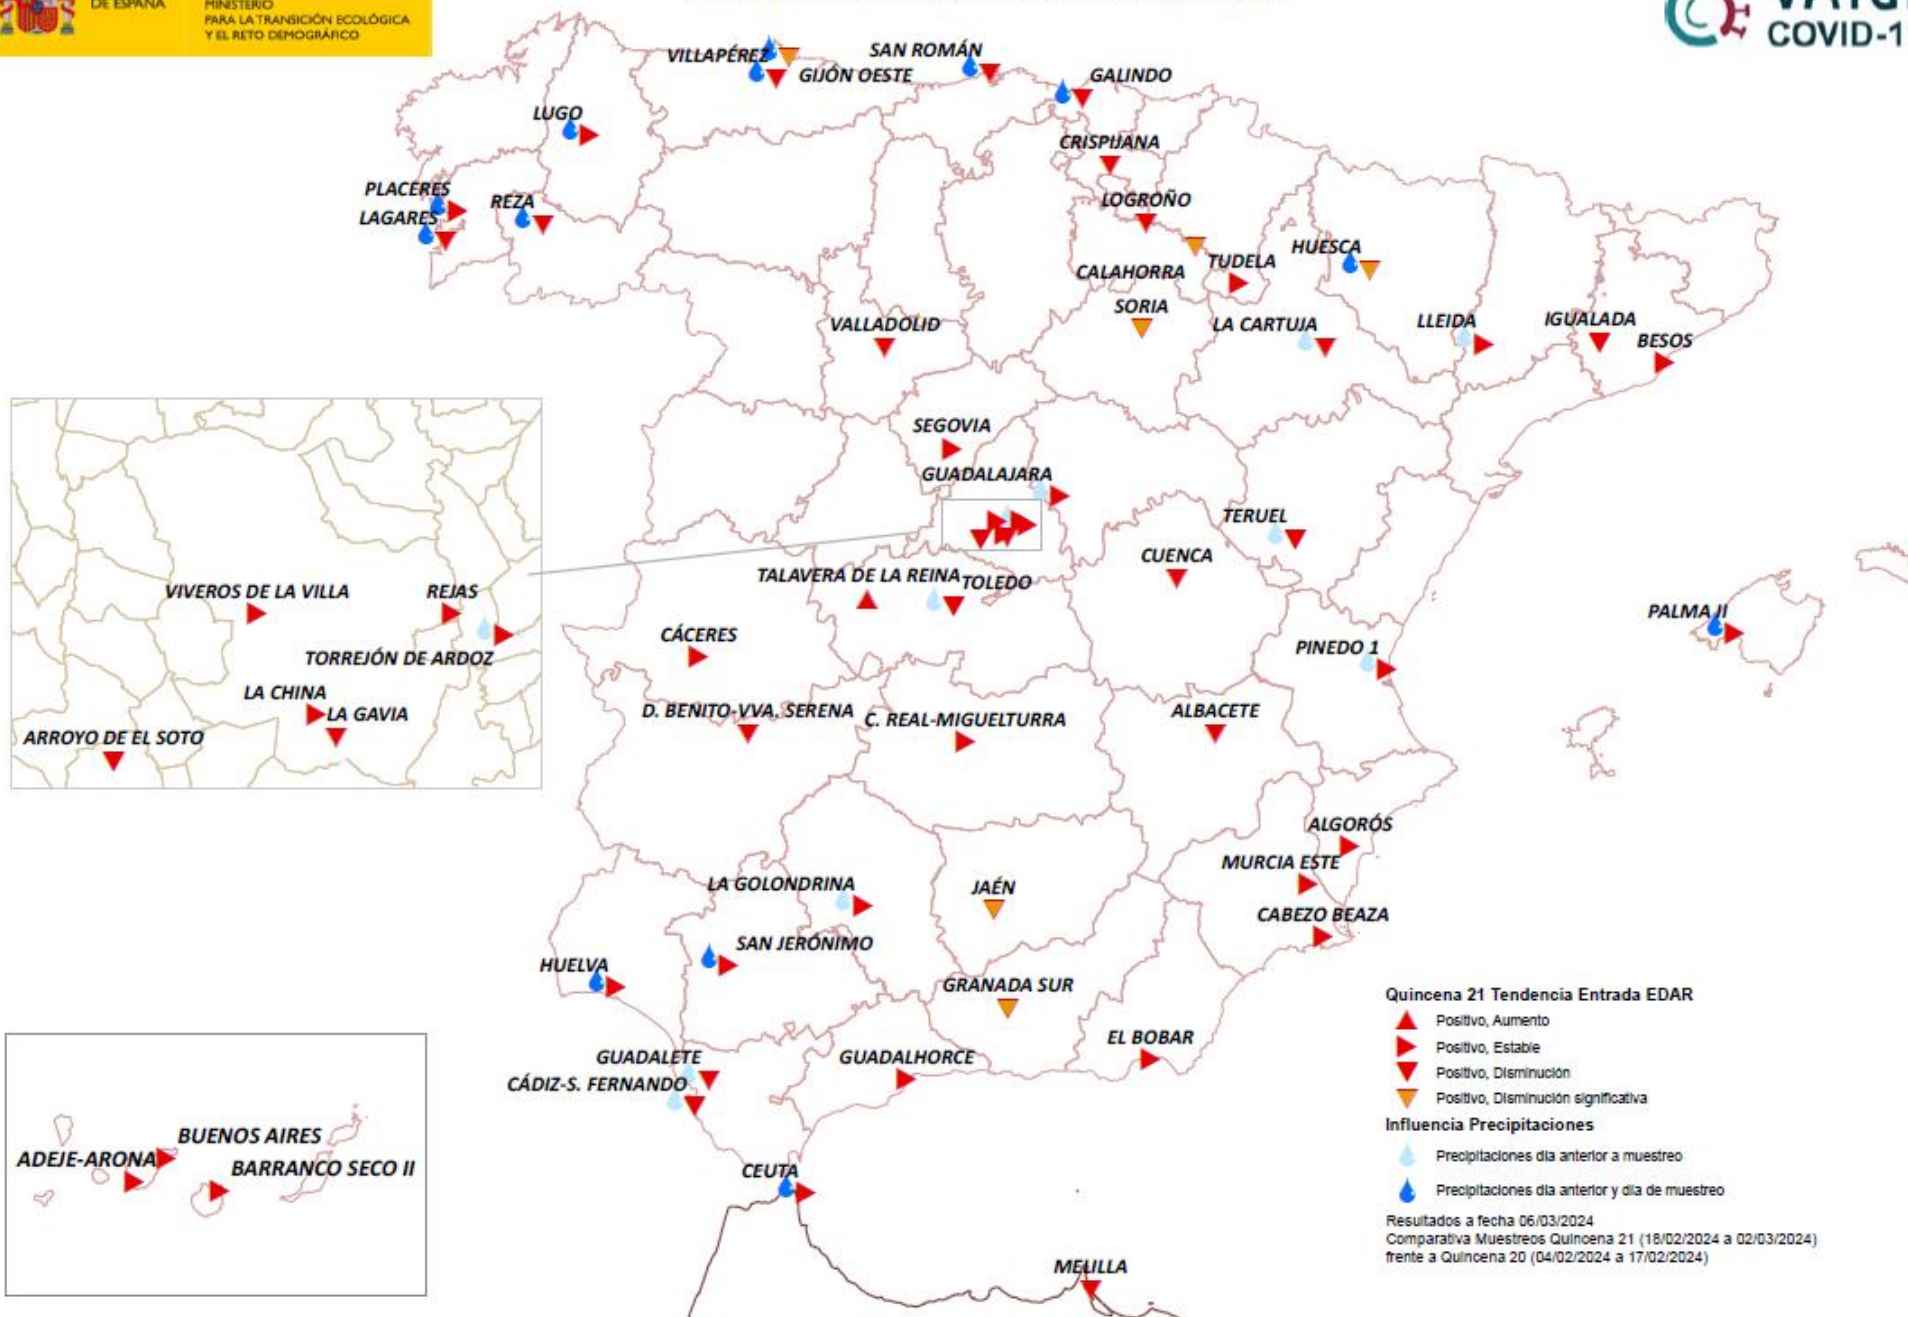 DE ESPAÑA
MINISTERIO
PARA LA TRANSICIÓN ECOLÓGICA
Y EL RETO DEMOGRÁFICO
COVID-1
VILLAPÉREZ
SAN ROMÁN
GIJÓN OESTE
GALINDO
LUGO
CRISPIJANA
PLACERES
REZA
LOGROÑO
LAGARES
HUESCA
TUDELA
CALAHORRA
SORIA
VALLADOLID
LA CARTUJA
LLEIDA
IGUALADA
BESOS
SEGOVIA
GUADALAJARA
TERUEL
CUENCA
TALAVERA DE LA REINA
TOLEDO
VIVEROS DE LA VILLA
REJAS
TORREJÓN DE ARDOZ
LA CHINA
LA GAVIA
ARROYO DE EL SOTO
PALMA II
CÁCERES
PINEDO 1
D. BENITO-VVA. SERENA
C. REAL-MIGUELTURRA
ALBACETE
ALGORÓS
MURCIA ESTE
LA GOLONDRINA
JAÉN
CABEZO BEAZA
SAN JERÓNIMO
HUELVA
GRANADA SUR
EL BOBAR
GUADALETE
GUADALHORCE
CÁDIZ-S. FERNANDO
BUENOS AIRES
ADEJE-ARONA
BARRANCO SECO II
CEUTA
MELILLA
Quincena 21 Tendencia Entrada EDAR
Positivo, Aumento
Positivo, Estable
Positivo, Disminución
Positivo, Disminución significativa
Influencia Precipitaciones
Precipitaciones día anterior a muestreo
Precipitaciones día anterior y día de muestreo
Resultados a fecha 06/03/2024
Comparativa Muestreos Quincena 21 (18/02/2024 a 02/03/2024)
frente a Quincena 20 (04/02/2024 a 17/02/2024)